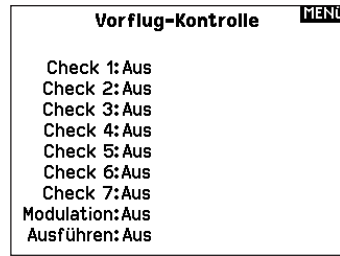 Vorflug-Kontrolle MENÜ
Check 1: Aus
Check 2: Aus
Check 3: Aus
Check 4: Aus
Check 5: Aus
Check 6: Aus
Check 7: Aus
Modulation: Aus
Ausführen: Aus